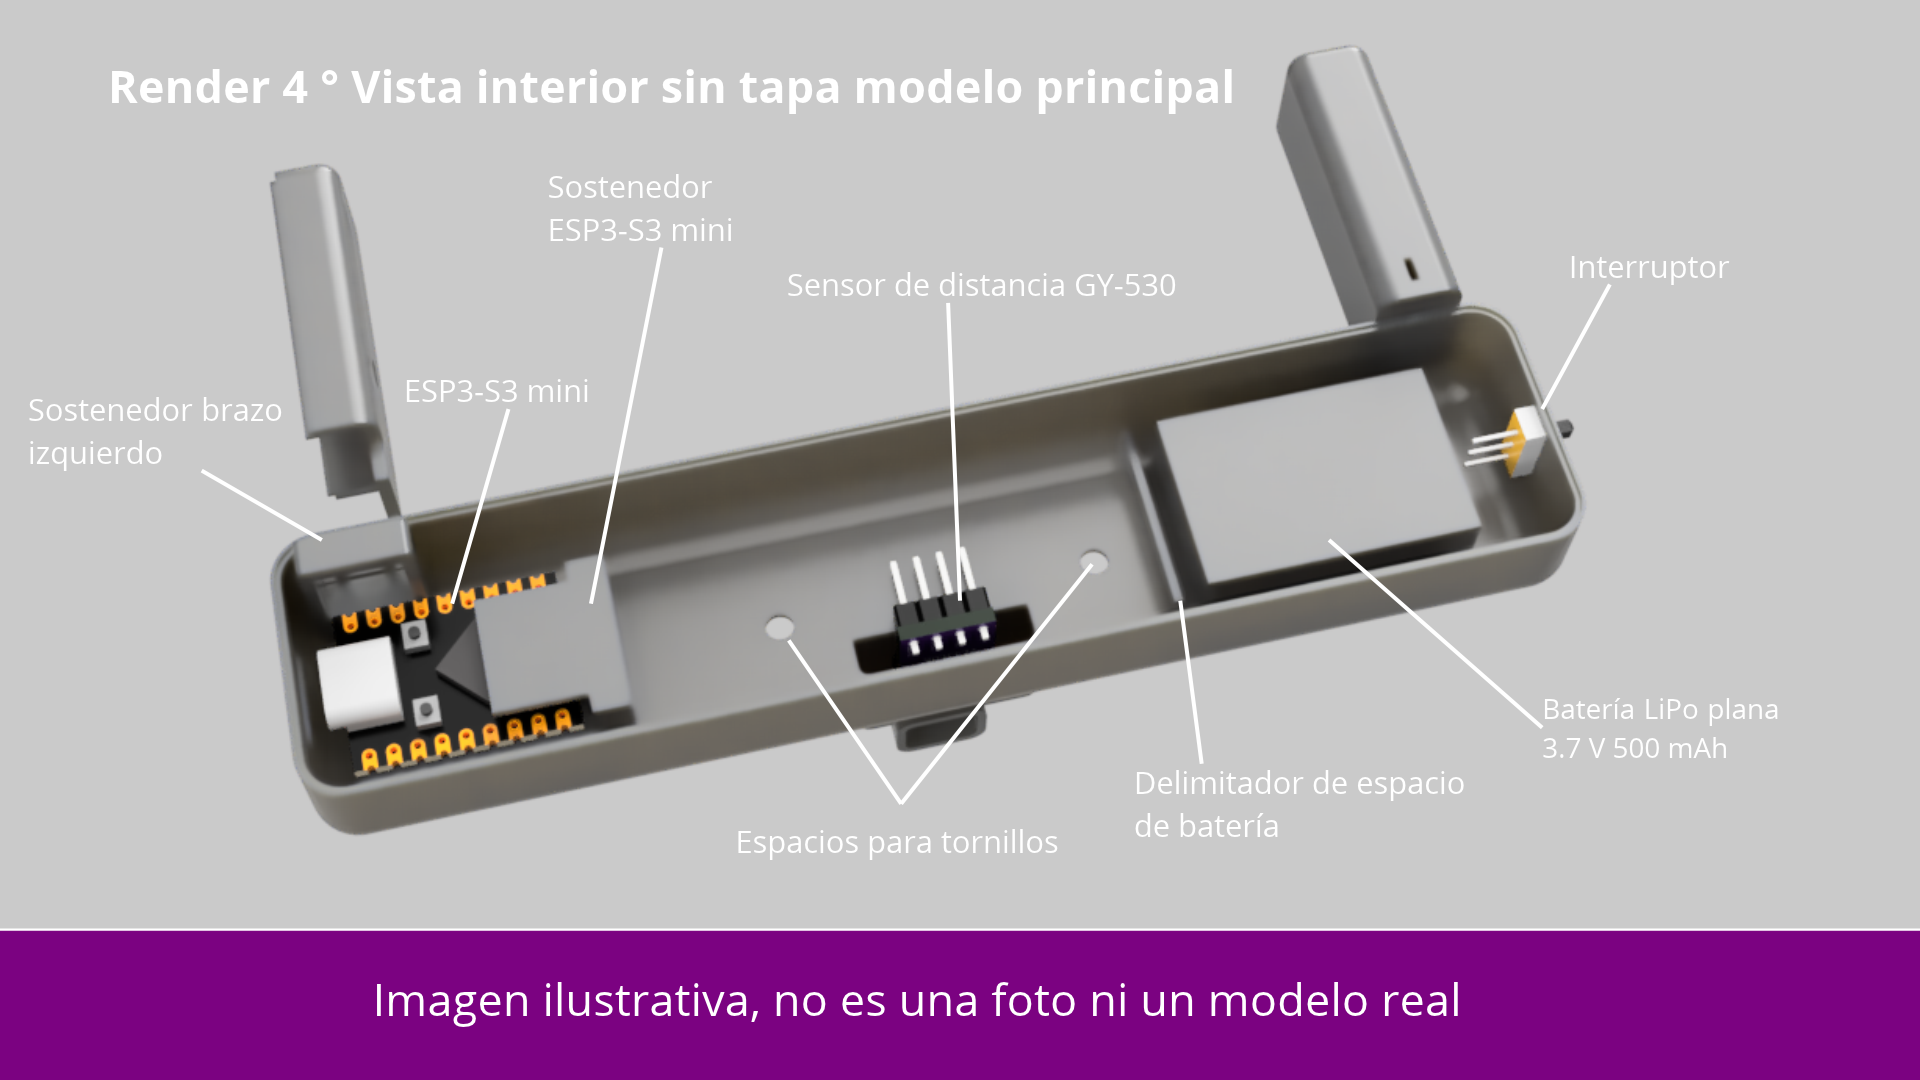 Render 4 ° Vista interior sin tapa modelo principal
Sostenedor
ESP3-S3 mini
Sensor de distancia GY-530
Interruptor
ESP3-S3 mini
Sostenedor brazo
izquierdo
Batería LiPo plana
3.7 V 500 mAh
Delimitador de espacio
de batería
Espacios para tornillos
Imagen ilustrativa, no es una foto ni un modelo real